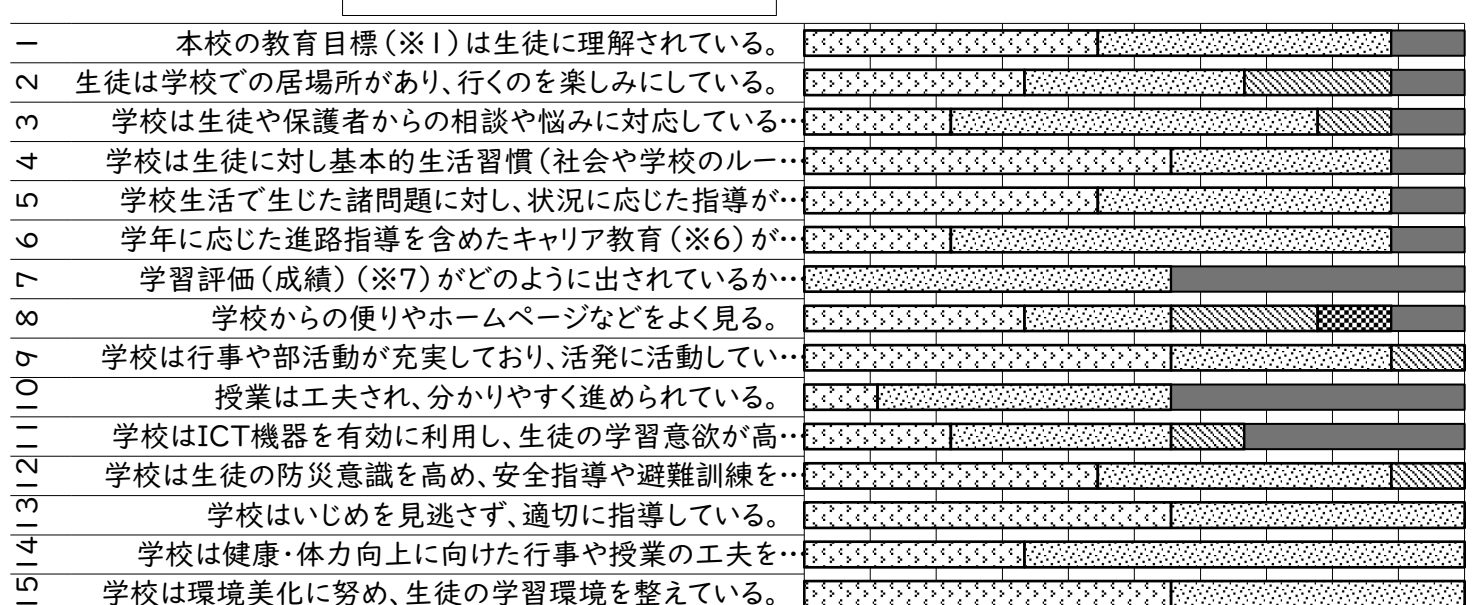 1 本校の教育目標（※1）は生徒に理解されている。
2 生徒は学校での居場所があり、行くのを楽しみにしている。
3 学校は生徒や保護者からの相談や悩みに対応している…
4 学校は生徒に対し基本的生活習慣（社会や学校のルー…
5 学校生活で生じた諸問題に対し、状況に応じた指導が…
6 学年に応じた進路指導を含めたキャリア教育（※6）が…
7 学習評価（成績）（※7）がどのように出されているか…
8 学校からの便りやホームページなどをよく見る。
9 学校は行事や部活動が充実しており、活発に活動してい…
10 授業は工夫され、分かりやすく進められている。
11 学校はICT機器を有効に利用し、生徒の学習意欲が高…
12 学校は生徒の防災意識を高め、安全指導や避難訓練を…
13 学校はいじめを見逃さず、適切に指導している。
14 学校は健康・体力向上に向けた行事や授業の工夫を…
15 学校は環境美化に努め、生徒の学習環境を整えている。